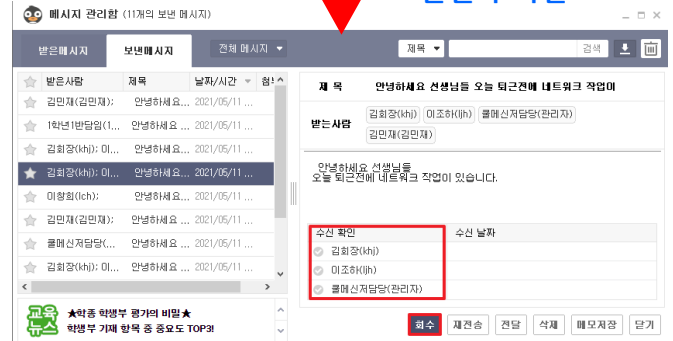 메시지 관리함 (11개의 보낸 메시지)
받은메시지 보낸메시지 전체 메시지
제목 검색
받은사람 제목 날짜/시간
김민재(김민재); 안녕하세요... 2021/05/11 ...
1학년1반담임(1... 안녕하세요 ... 2021/05/11 ...
김회장(khj); 이... 안녕하세요... 2021/05/11 ...
김회장(khj); 이... 안녕하세요... 2021/05/11 ...
이창희(lch); 안녕하세요... 2021/05/11 ...
김민재(김민재); 안녕하세요 ... 2021/05/11 ...
쿨메신저담당(... 안녕하세요 ... 2021/05/11 ...
김회장(khj); 이... 안녕하세요 ... 2021/05/11 ...
교육뉴스
★학종 학생부 평가의 비밀★
학생부 기재 항목 중 중요도 TOP3!
제 목 안녕하세요 선생님들 오늘 퇴근전에 네트워크 작업이
받는사람 김회장(khj) 이조하(ljh) 쿨메신저담당(관리자)
김민재(김민재)
안녕하세요 선생님들
오늘 퇴근전에 네트워크 작업이 있습니다.
수신 확인 수신 날짜
김회장(khj)
이조하(ljh)
쿨메신저담당(관리자)
회수 재전송 전달 삭제 메모저장 닫기